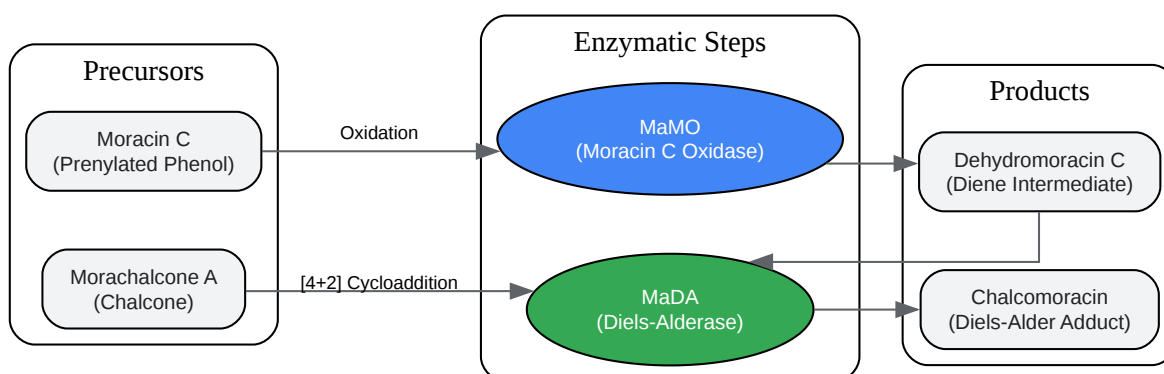 Precursors
Moracin C
(Prenylated Phenol)
Morachalcone A
(Chalcone)
Oxidation
[4+2] Cycloaddition
Enzymatic Steps
MaMO
(Moracin C Oxidase)
MaDA
(Diels-Alderase)
Products
Dehydromoracin C
(Diene Intermediate)
Chalcomoracin
(Diels-Alder Adduct)